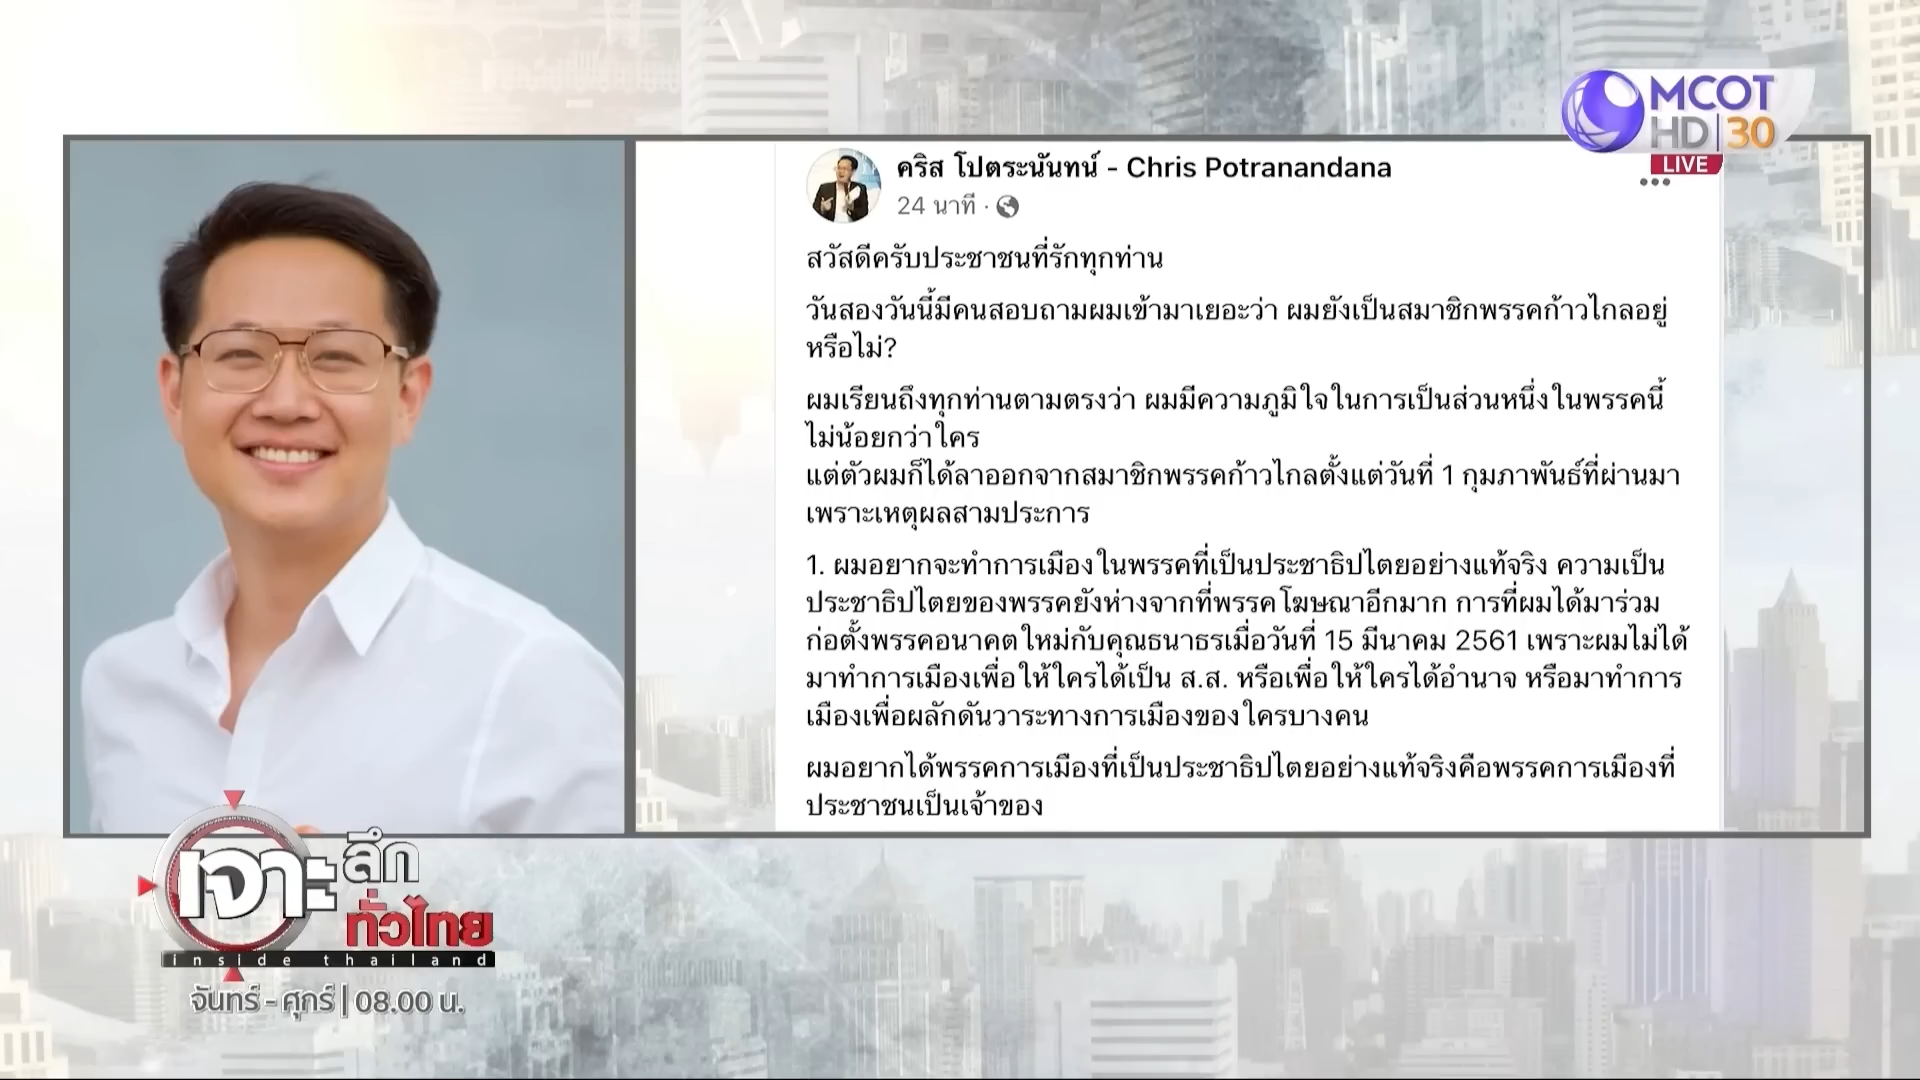 MCOT
HD 30
LIVE
คริส โปตระนันทน์ - Chris Potranandana
24 นาที ·
สวัสดีครับประชาชนที่รักทุกท่าน
วันสองวันนี้มีคนสอบถามผมเข้ามาเยอะว่า ผมยังเป็นสมาชิกพรรคก้าวไกลอยู่
หรือไม่?
ผมเรียนถึงทุกท่านตามตรงว่า ผมมีความภูมิใจในการเป็นส่วนหนึ่งในพรรคนี้
ไม่น้อยกว่าใคร
แต่ตัวผมก็ได้ลาออกจากสมาชิกพรรคก้าวไกลตั้งแต่วันที่ 1 กุมภาพันธ์ที่ผ่านมา
เพราะเหตุผลสามประการ
1. ผมอยากจะทำการเมืองในพรรคที่เป็นประชาธิปไตยอย่างแท้จริง ความเป็น
ประชาธิปไตยของพรรคยังห่างจากที่พรรคโฆษณาอีกมาก การที่ผมได้มาร่วม
ก่อตั้งพรรคอนาคตใหม่กับคุณธนาธรเมื่อวันที่ 15 มีนาคม 2561 เพราะผมไม่ได้
มาทำการเมืองเพื่อให้ใครได้เป็น ส.ส. หรือเพื่อให้ใครได้อำนาจ หรือมาทำการ
เมืองเพื่อผลักดันวาระทางการเมืองของใครบางคน
ผมอยากได้พรรคการเมืองที่เป็นประชาธิปไตยอย่างแท้จริงคือพรรคการเมืองที่
ประชาชนเป็นเจ้าของ
เจาะลึก
ทั่วไทย
inside thailand
จันทร์ - ศุกร์ | 08.00 น.